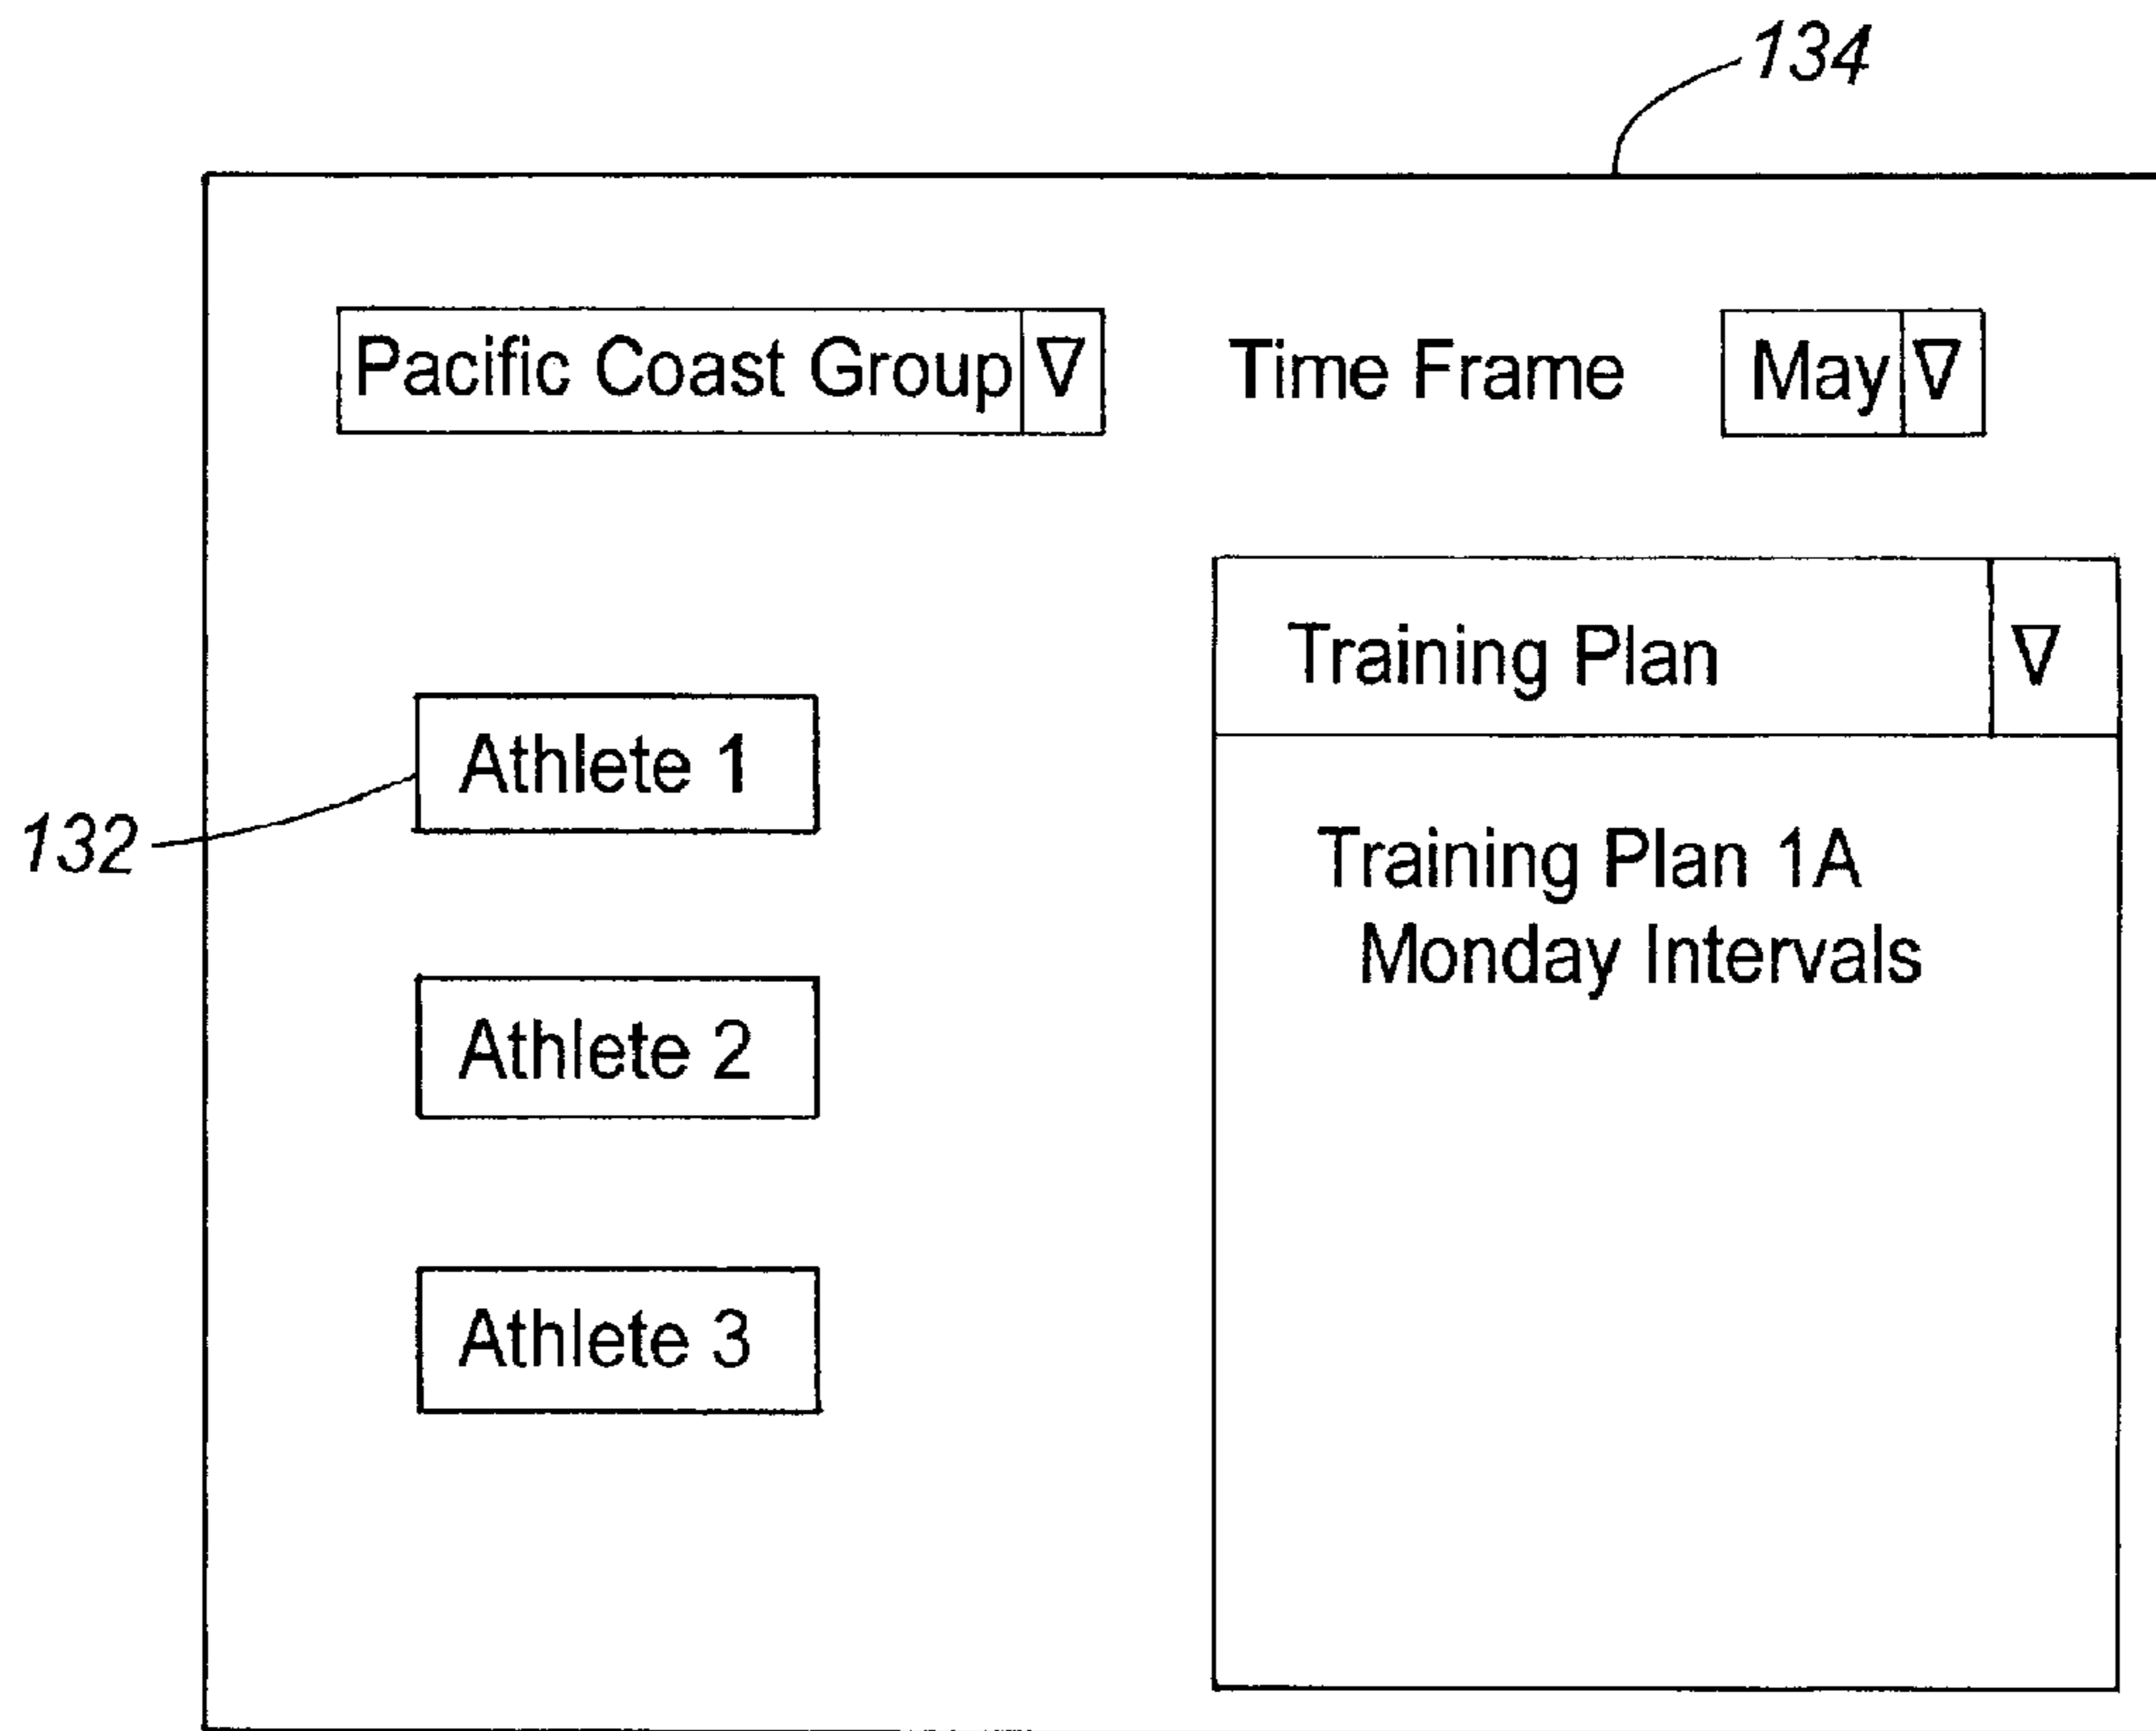 134
Pacific Coast Group ∇ Time Frame May ∇
Training Plan ∇
132
Athlete 1
Athlete 2
Athlete 3
Training Plan 1A
Monday Intervals